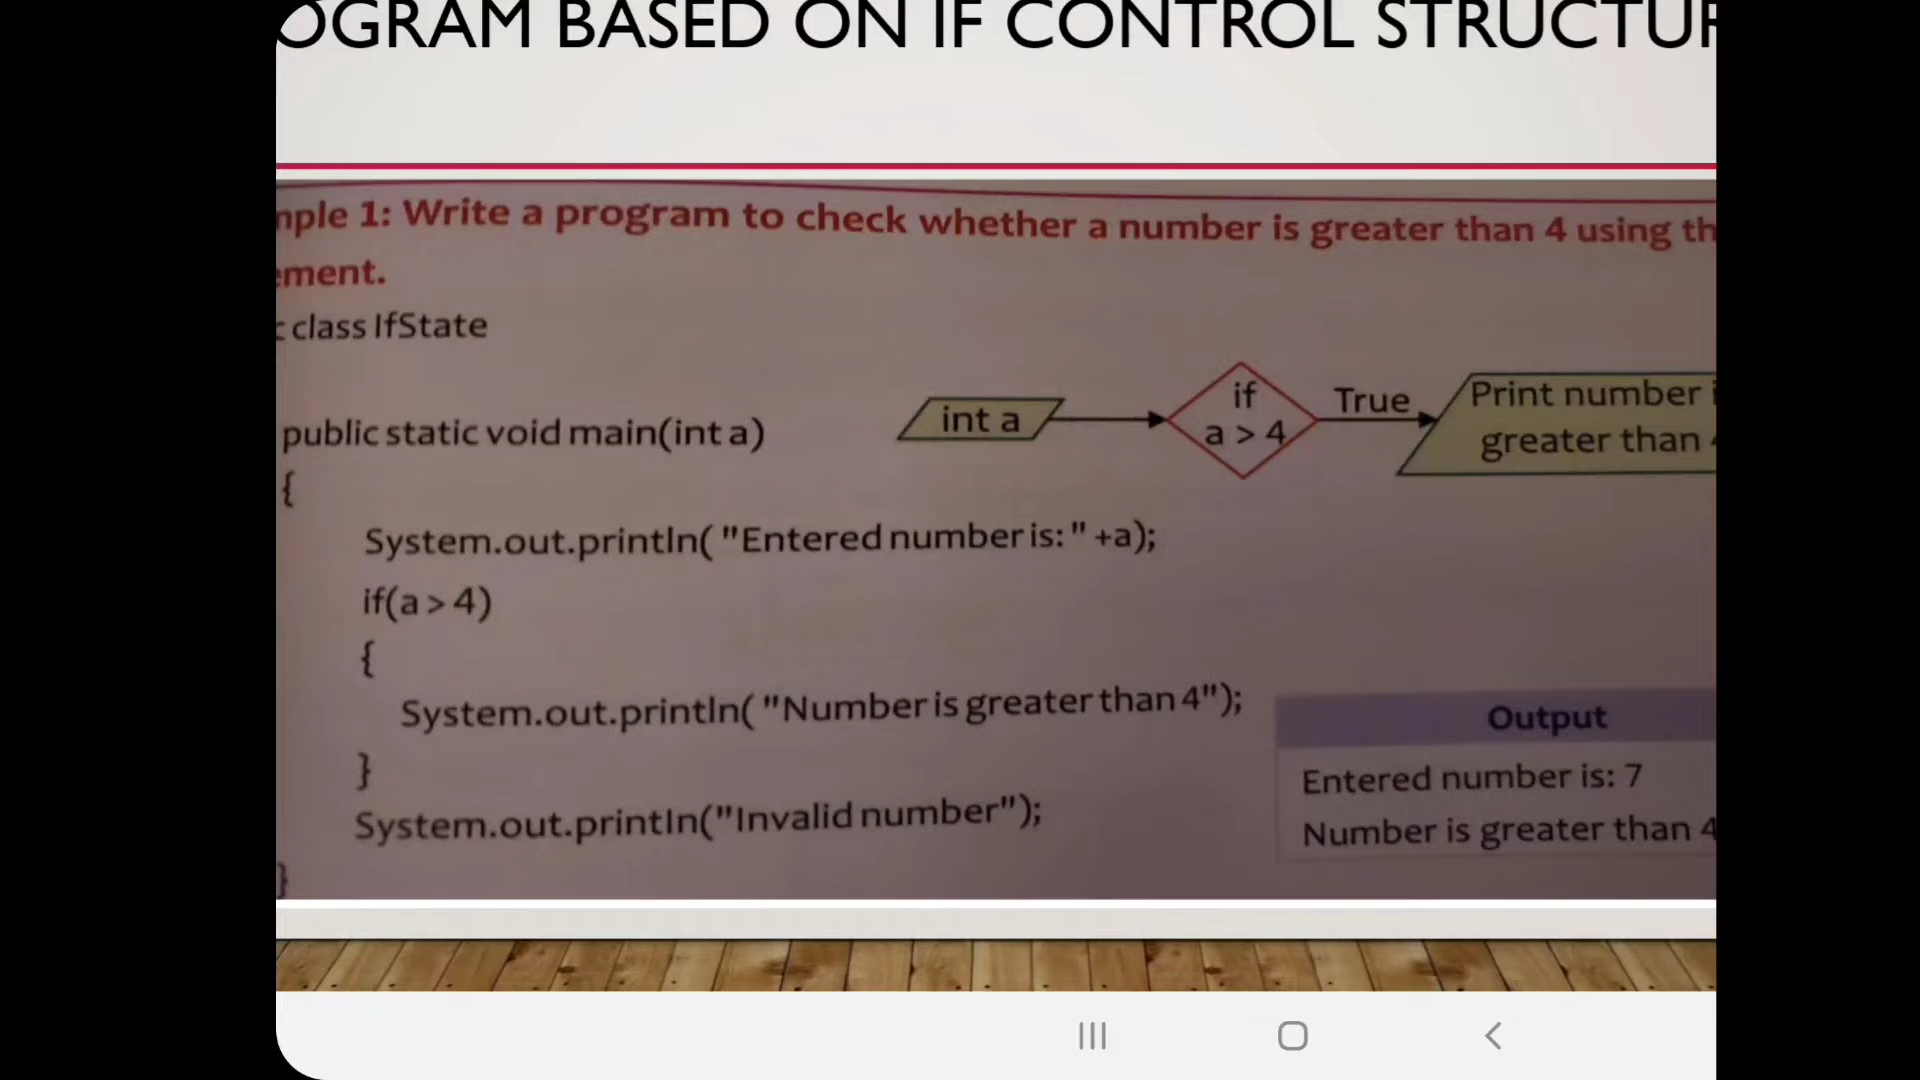 OGRAM BASED ON IF CONTROL STRUCTUR
mple 1: Write a program to check whether a number is greater than 4 using th
ement.
c class IfState
public static void main(int a)
{
System.out.println( "Entered number is: " +a);
if(a > 4)
{
System.out.println( "Number is greater than 4");
}
System.out.println("Invalid number");
}
int a
if
a > 4
True
Print number i
greater than 4
Output
Entered number is: 7
Number is greater than 4